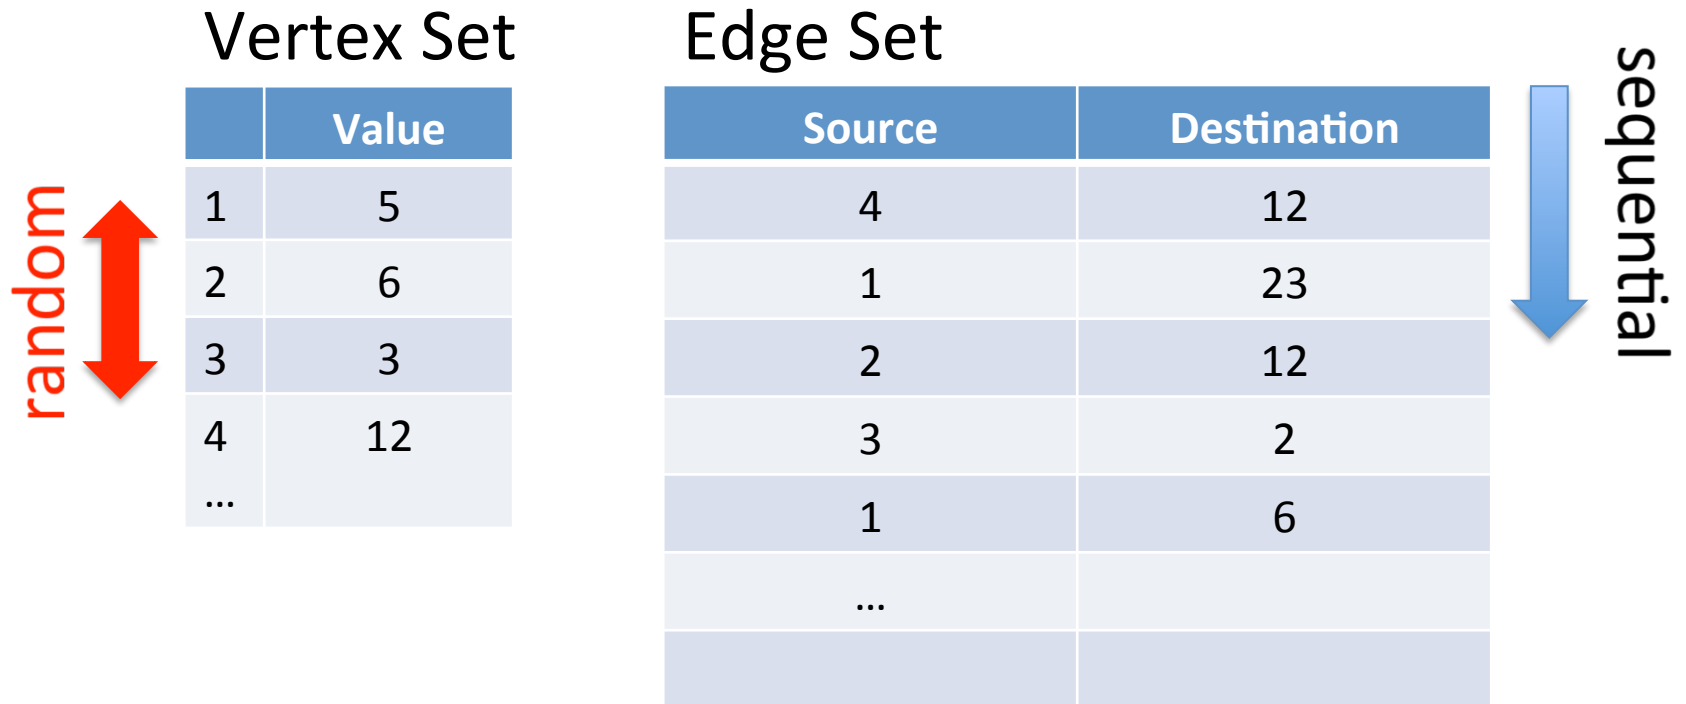 Vertex Set
Value
1 5
2 6
3 3
4 12
...
random
Edge Set
Source Destination
4 12
1 23
2 12
3 2
1 6
...
sequential